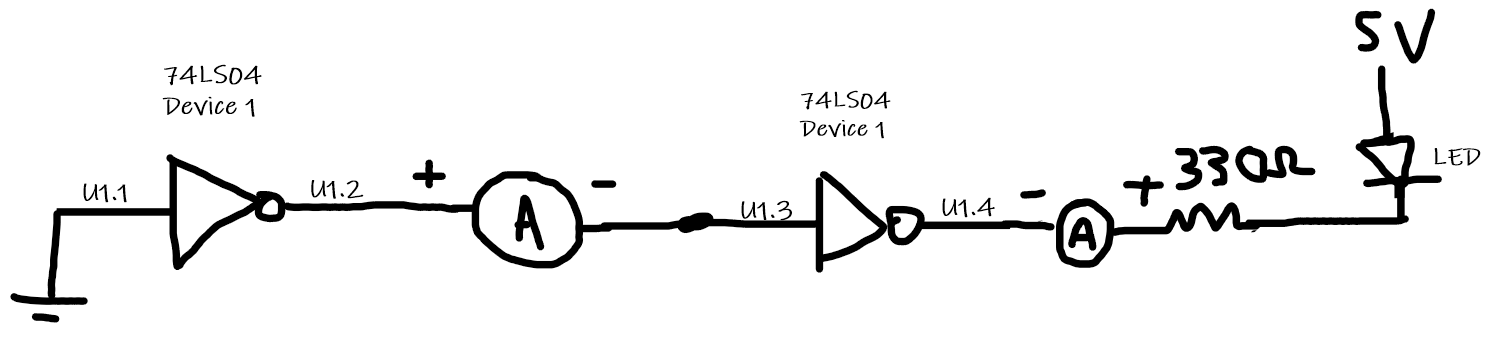 5V
74LS04
Device 1
74LS04
Device 1
330Ω
LED
U1.1
U1.2
+
A
-
U1.3
U1.4
-
A
+